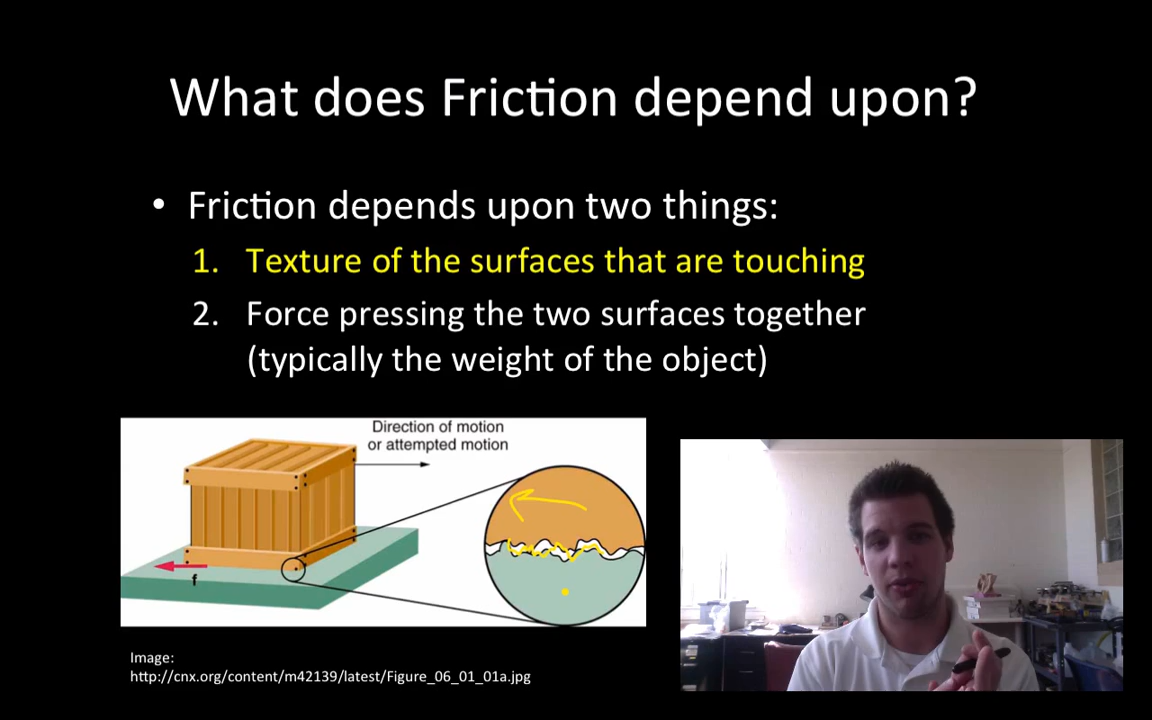 What does Friction depend upon?
• Friction depends upon two things:
1. Texture of the surfaces that are touching
2. Force pressing the two surfaces together
(typically the weight of the object)
Direction of motion
or attempted motion
f
Image:
http://cnx.org/content/m42139/latest/Figure_06_01_01a.jpg